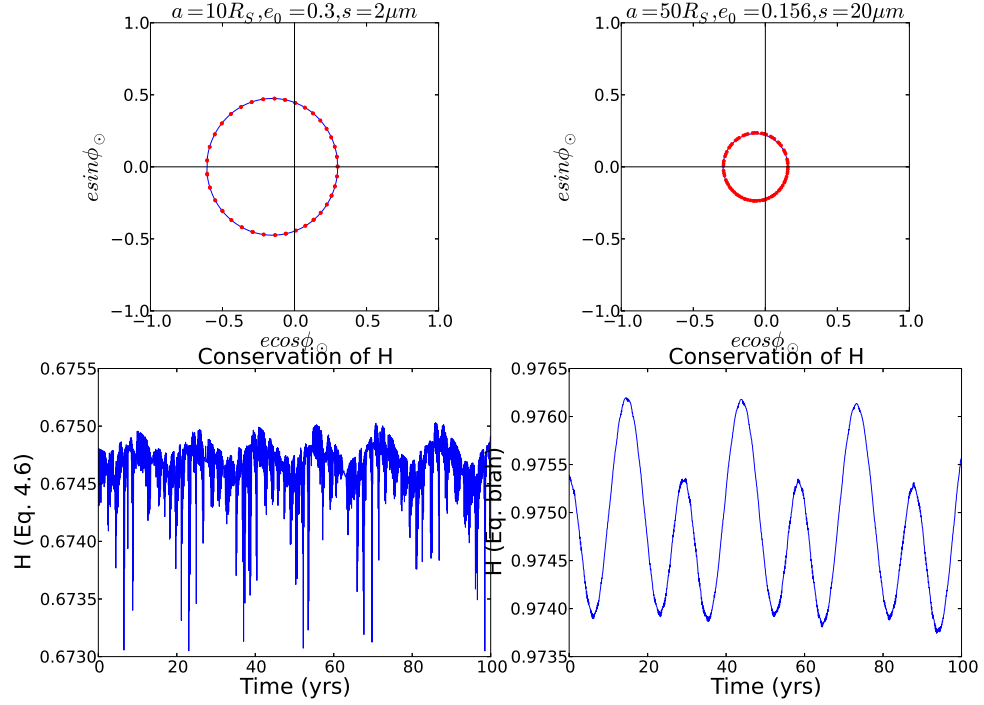 a=10R_S,e_0=0.3,s=2μm
1.0
0.5
0.0
−0.5
−1.0
esinϕ_⊙
−1.0 −0.5 0.0 0.5 1.0
ecosϕ_⊙
a=50R_S,e_0=0.156,s=20μm
1.0
0.5
0.0
−0.5
−1.0
esinϕ_⊙
−1.0 −0.5 0.0 0.5 1.0
ecosϕ_⊙
Conservation of H
0.6755
0.6750
0.6745
0.6740
0.6735
0.6730
H (Eq. 4.6)
0 20 40 60 80 100
Time (yrs)
Conservation of H
0.9765
0.9760
0.9755
0.9750
0.9745
0.9740
0.9735
H (Eq. blah)
0 20 40 60 80 100
Time (yrs)